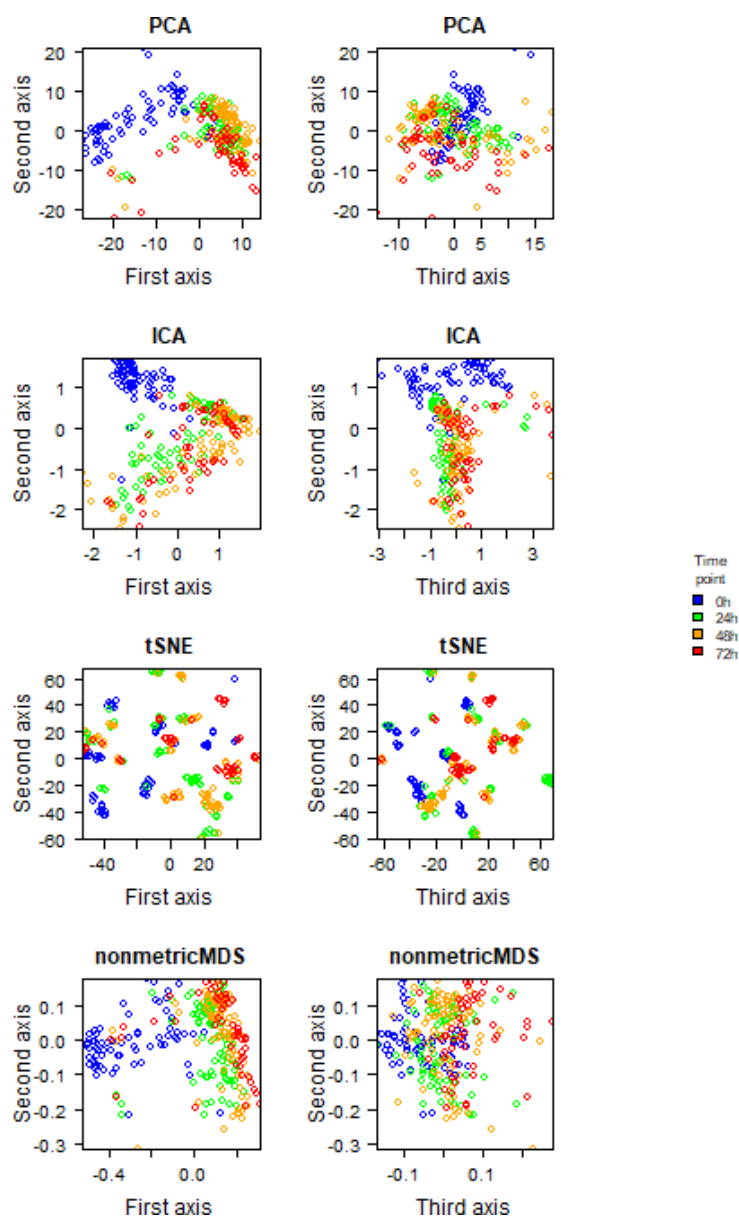 PCA PCA
20 20
10 10
0 0
-10 -10
-20 -20
Second axis Second axis
-20 -10 0 10 -10 0 5 15
First axis Third axis
ICA ICA
1 1
0 0
-1 -1
-2 -2
Second axis Second axis
-2 -1 0 1 -3 -1 1 3
First axis Third axis
Time
point
0h
24h
48h
72h
tSNE tSNE
60 60
40 40
20 20
0 0
-20 -20
-40 -40
-60 -60
Second axis Second axis
-40 0 20 -60 -20 20 60
First axis Third axis
nonmetricMDS nonmetricMDS
0.1 0.1
0.0 0.0
-0.1 -0.1
-0.2 -0.2
-0.3 -0.3
Second axis Second axis
-0.4 0.0 -0.1 0.1
First axis Third axis